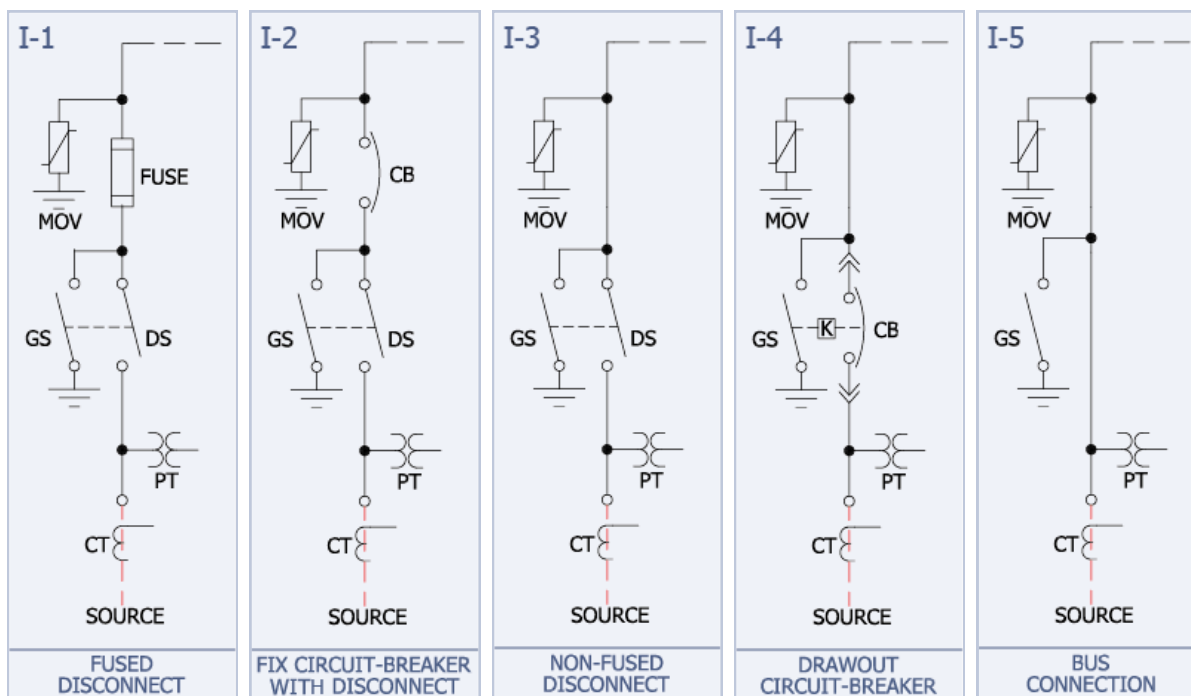 I-1
FUSE
MOV
GS
DS
PT
CT
SOURCE
FUSED
DISCONNECT
I-2
CB
MOV
GS
DS
PT
CT
SOURCE
FIX CIRCUIT-BREAKER
WITH DISCONNECT
I-3
MOV
GS
DS
PT
CT
SOURCE
NON-FUSED
DISCONNECT
I-4
MOV
GS
K
CB
PT
CT
SOURCE
DRAWOUT
CIRCUIT-BREAKER
I-5
MOV
GS
PT
CT
SOURCE
BUS
CONNECTION